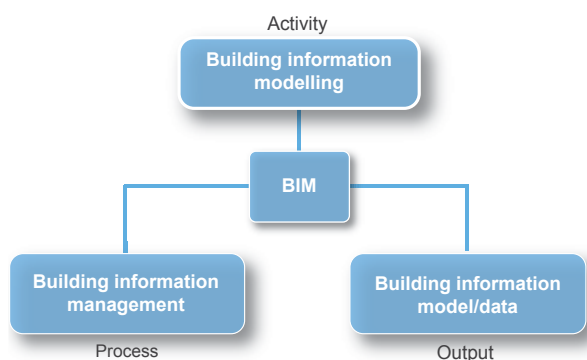 Activity
Building information
modelling
BIM
Building information
management
Building information
model/data
Process
Output